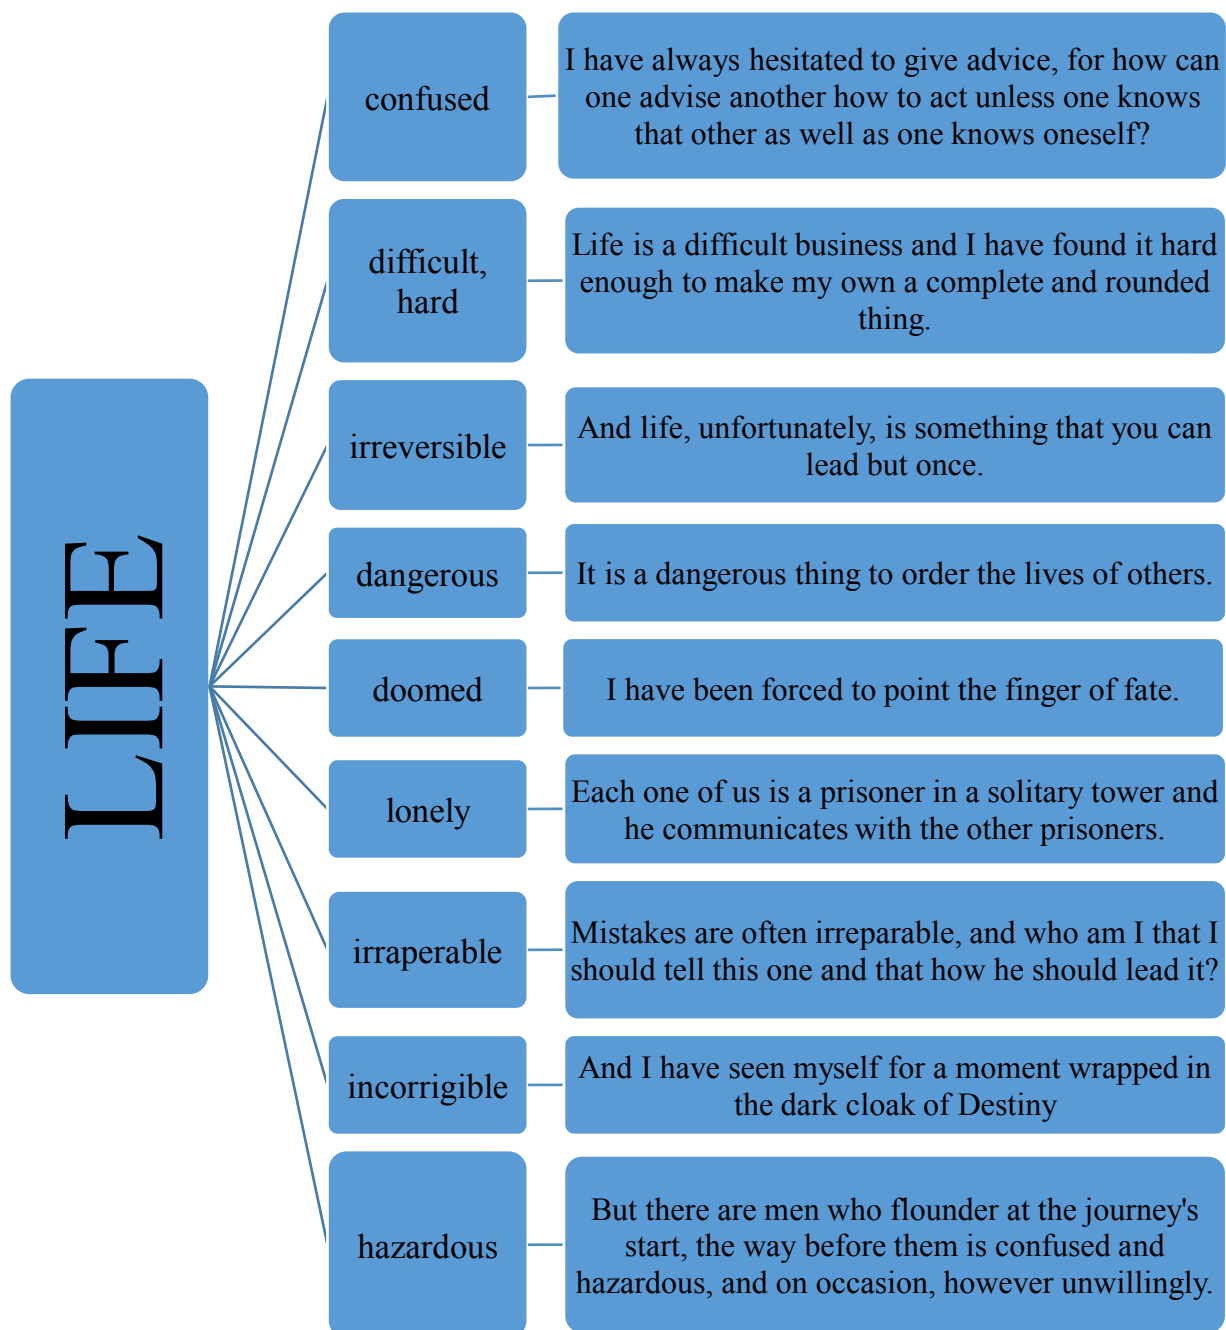 LIFE
confused
I have always hesitated to give advice, for how can
one advise another how to act unless one knows
that other as well as one knows oneself?
difficult,
hard
Life is a difficult business and I have found it hard
enough to make my own a complete and rounded
thing.
irreversible
And life, unfortunately, is something that you can
lead but once.
dangerous
It is a dangerous thing to order the lives of others.
doomed
I have been forced to point the finger of fate.
lonely
Each one of us is a prisoner in a solitary tower and
he communicates with the other prisoners.
irraperable
Mistakes are often irreparable, and who am I that I
should tell this one and that how he should lead it?
incorrigible
And I have seen myself for a moment wrapped in
the dark cloak of Destiny
hazardous
But there are men who flounder at the journey's
start, the way before them is confused and
hazardous, and on occasion, however unwillingly.